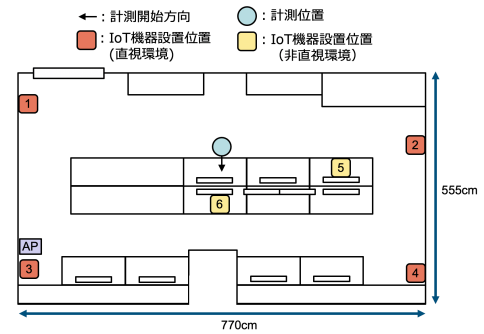 ：計測開始方向
：計測位置
：IoT機器設置位置
(直視環境)
：IoT機器設置位置
（非直視環境）
1
2
5
6
AP
3
4
555cm
770cm